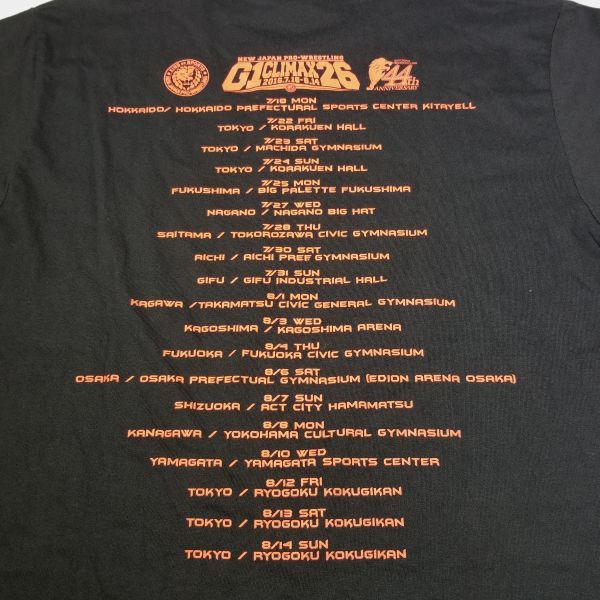 NEW JAPAN PRO-WRESTLING
G1 CLIMAX 26
2016.7.18-8.14
44th
ANNIVERSARY
7/18 MON
HOKKAIDO/ HOKKAIDO PREFECTURAL SPORTS CENTER KITAYELL
7/22 FRI
TOKYO / KORAKUEN HALL
7/23 SAT
TOKYO / MACHIDA GYMNASIUM
7/24 SUN
TOKYO / KORAKUEN HALL
7/25 MON
FUKUSHIMA / BIG PALETTE FUKUSHIMA
7/27 WED
NAGANO / NAGANO BIG HAT
7/28 THU
SAITAMA / TOKOROZAWA CIVIC GYMNASIUM
7/30 SAT
AICHI / AICHI PREF GYMNASIUM
7/31 SUN
GIFU / GIFU INDUSTRIAL HALL
8/1 MON
KAGAWA /TAKAMATSU CIVIC GENERAL GYMNASIUM
8/3 WED
KAGOSHIMA / KAGOSHIMA ARENA
8/4 THU
FUKUOKA / FUKUOKA CIVIC GYMNASIUM
8/6 SAT
OSAKA / OSAKA PREFECTUAL GYMNASIUM (EDION ARENA OSAKA)
8/7 SUN
SHIZUOKA / ACT CITY HAMAMATSU
8/8 MON
KANAGAWA / YOKOHAMA CULTURAL GYMNASIUM
8/10 WED
YAMAGATA / YAMAGATA SPORTS CENTER
8/12 FRI
TOKYO / RYOGOKU KOKUGIKAN
8/13 SAT
TOKYO / RYOGOKU KOKUGIKAN
8/14 SUN
TOKYO / RYOGOKU KOKUGIKAN